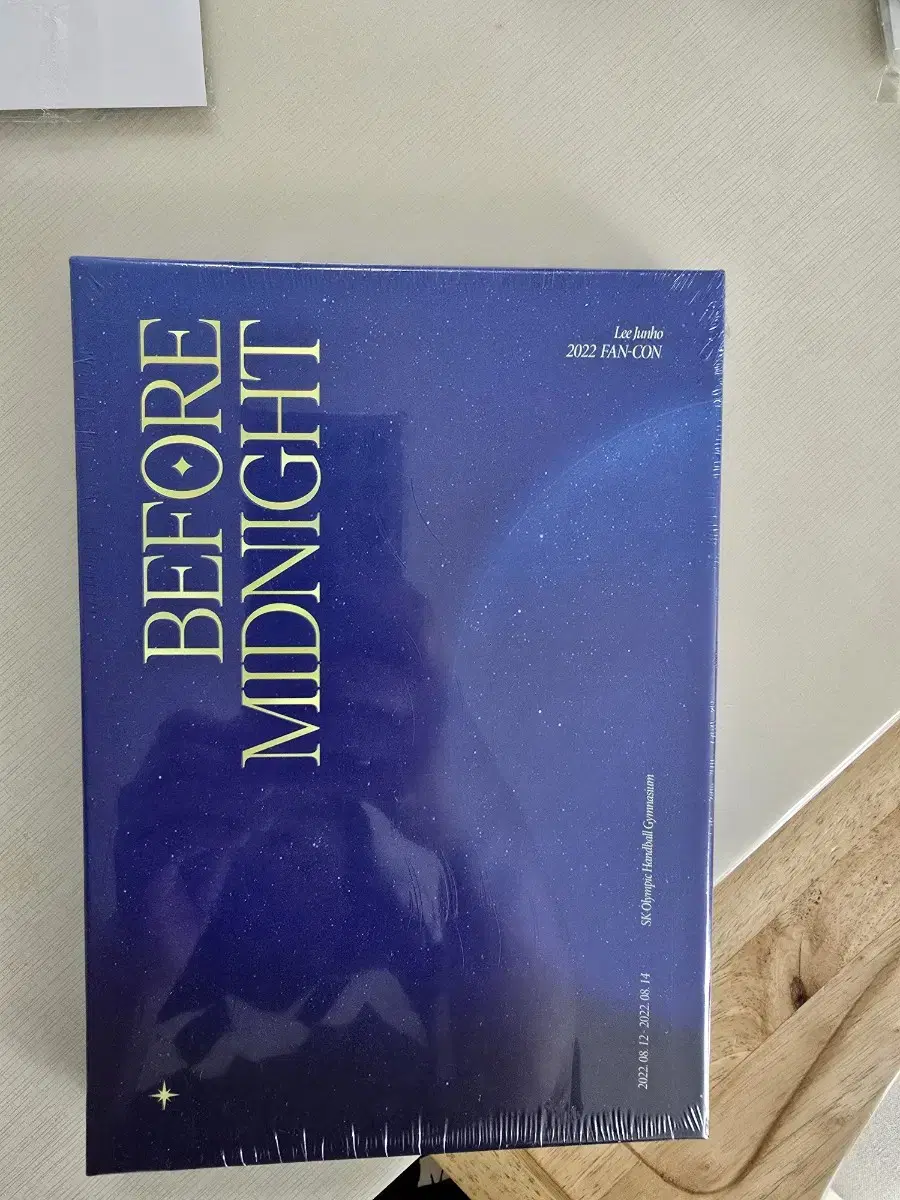 BEFORE
MIDNIGHT
Lee Junho
2022 FAN-CON
SK Olympic Handball Gymnasium
2022. 08. 12 - 2022. 08. 14